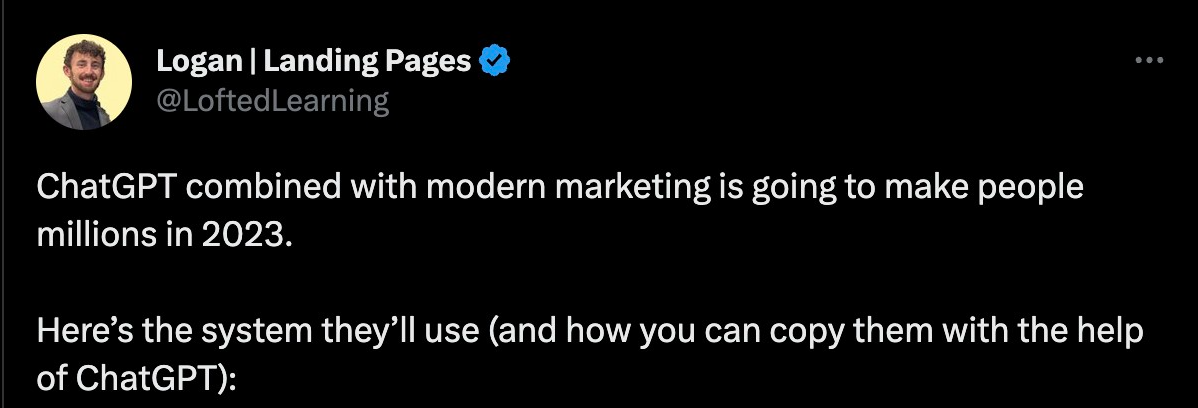 Logan | Landing Pages
@LoftedLearning
ChatGPT combined with modern marketing is going to make people
millions in 2023.
Here’s the system they’ll use (and how you can copy them with the help
of ChatGPT):